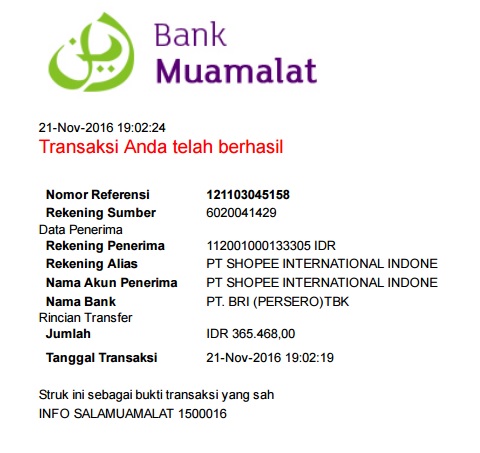 Bank
Muamalat
21-Nov-2016 19:02:24
Transaksi Anda telah berhasil
Nomor Referensi 121103045158
Rekening Sumber 6020041429
Data Penerima
Rekening Penerima 112001000133305 IDR
Rekening Alias PT SHOPEE INTERNATIONAL INDONE
Nama Akun Penerima PT SHOPEE INTERNATIONAL INDONE
Nama Bank PT. BRI (PERSERO)TBK
Rincian Transfer
Jumlah IDR 365.468,00
Tanggal Transaksi 21-Nov-2016 19:02:19
Struk ini sebagai bukti transaksi yang sah
INFO SALAMUAMALAT 1500016